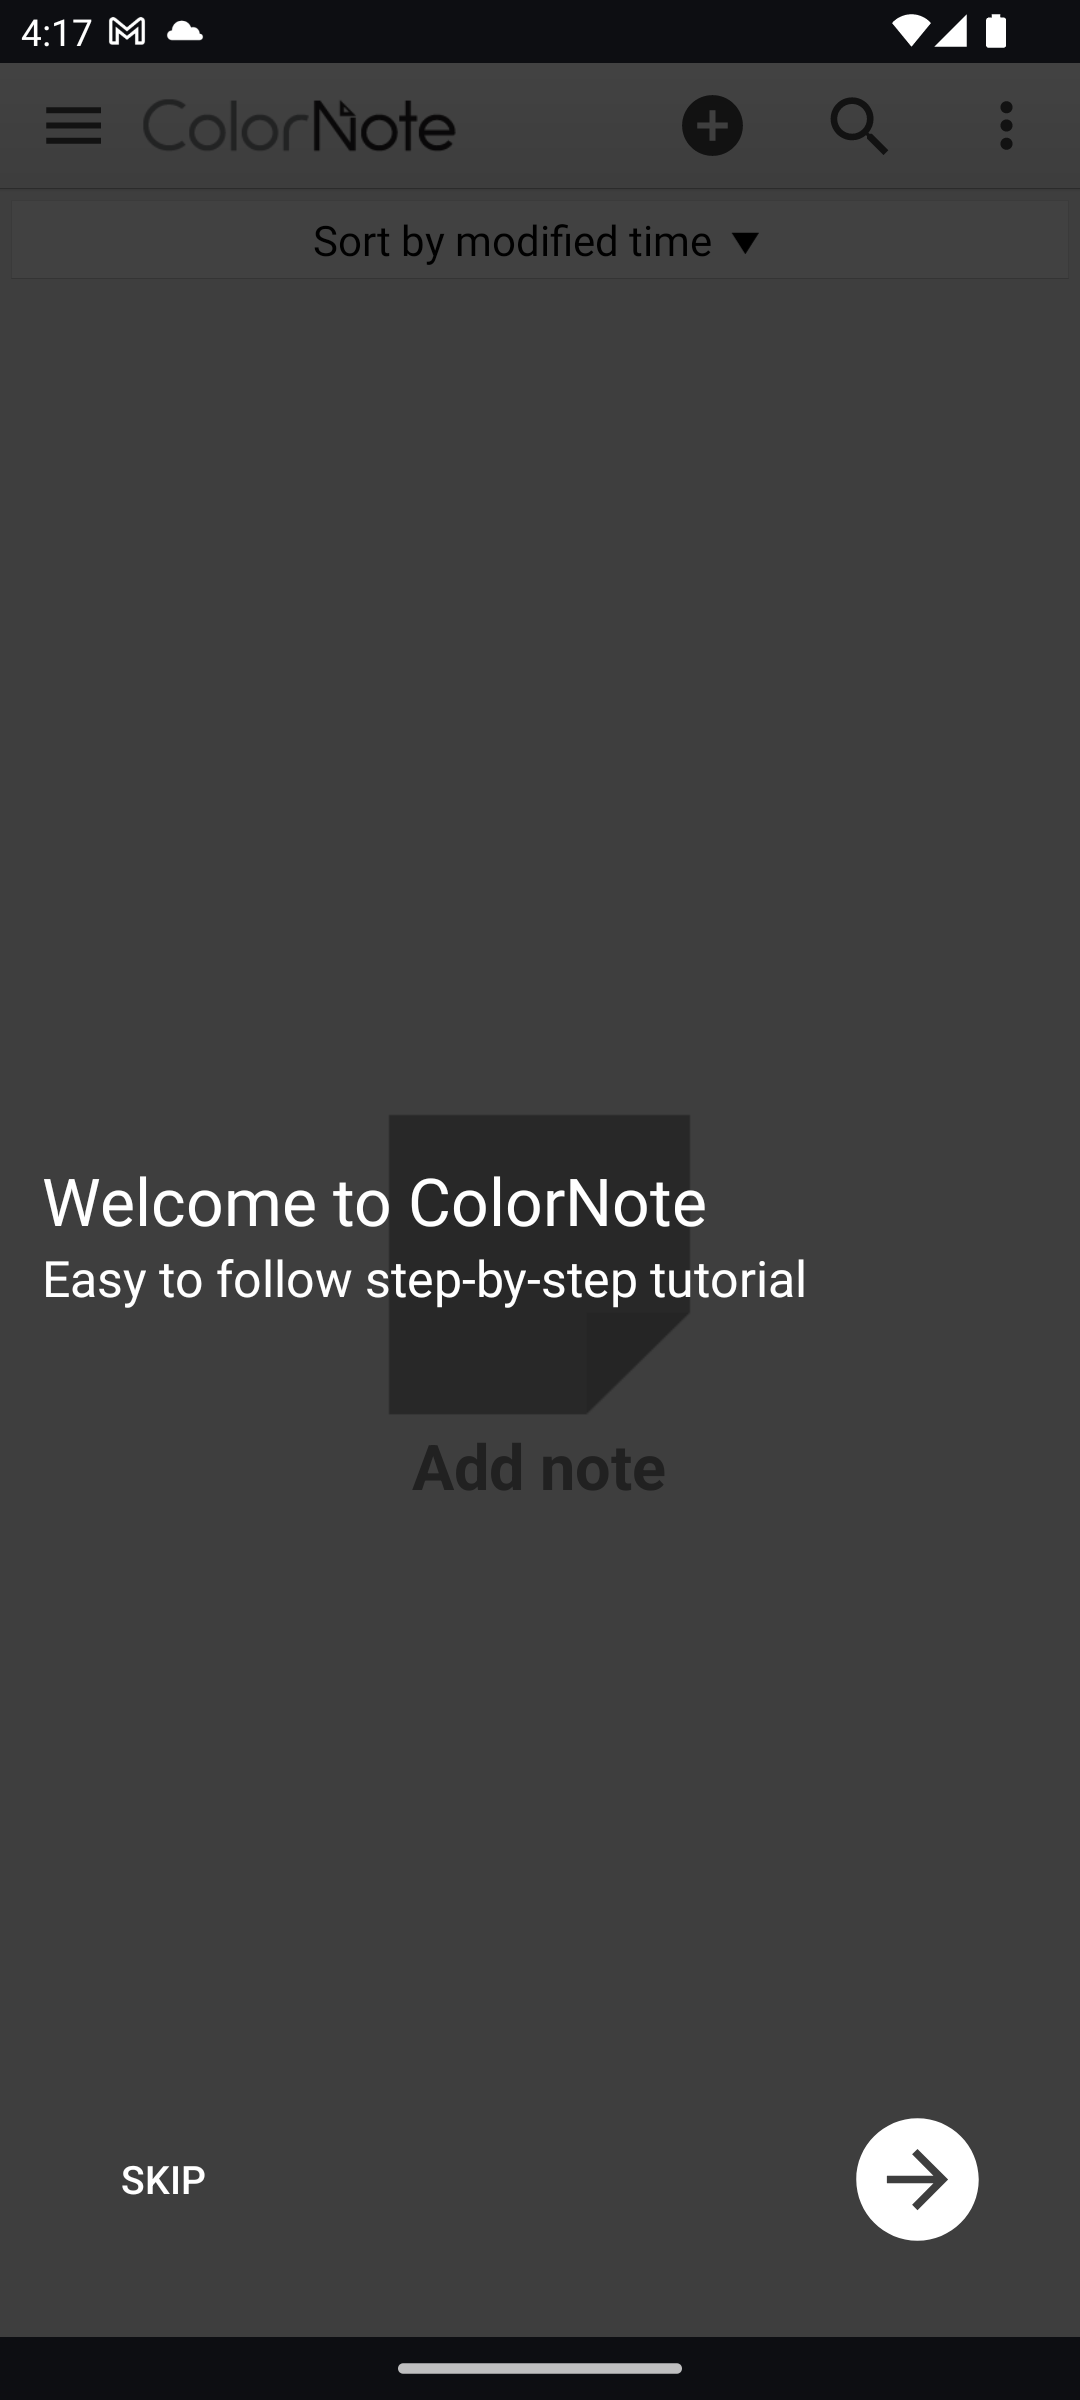 4:17
ColorNote
Sort by modified time
Welcome to ColorNote
Easy to follow step-by-step tutorial
Add note
SKIP